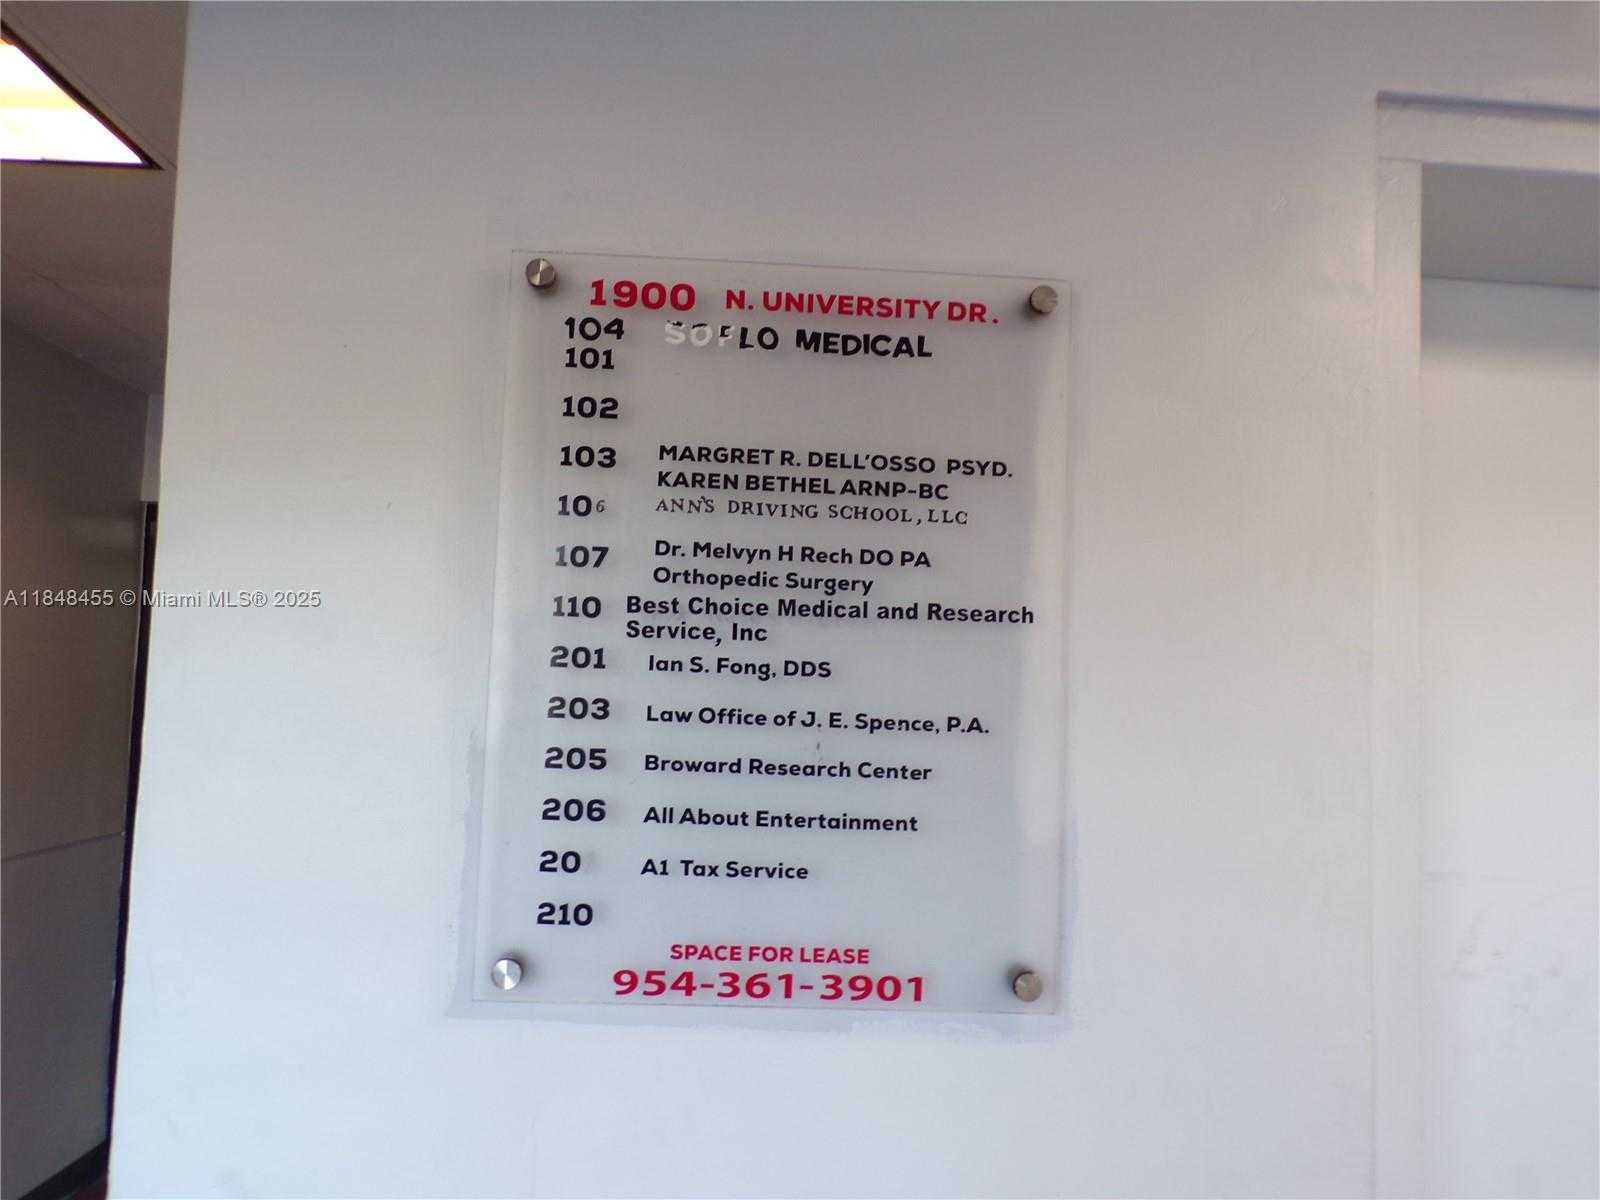 1900 N. UNIVERSITY DR.
104 SOFLO MEDICAL
101
102
103 MARGRET R. DELL'OSSO PSYD.
KAREN BETHEL ARNP-BC
106 ANN'S DRIVING SCHOOL, LLC
107 Dr. Melvyn H Rech DO PA
Orthopedic Surgery
110 Best Choice Medical and Research
Service, Inc
201 Ian S. Fong, DDS
203 Law Office of J. E. Spence, P.A.
205 Broward Research Center
206 All About Entertainment
20 A1 Tax Service
210
SPACE FOR LEASE
954-361-3901
A11848455 © Miami MLS® 2025